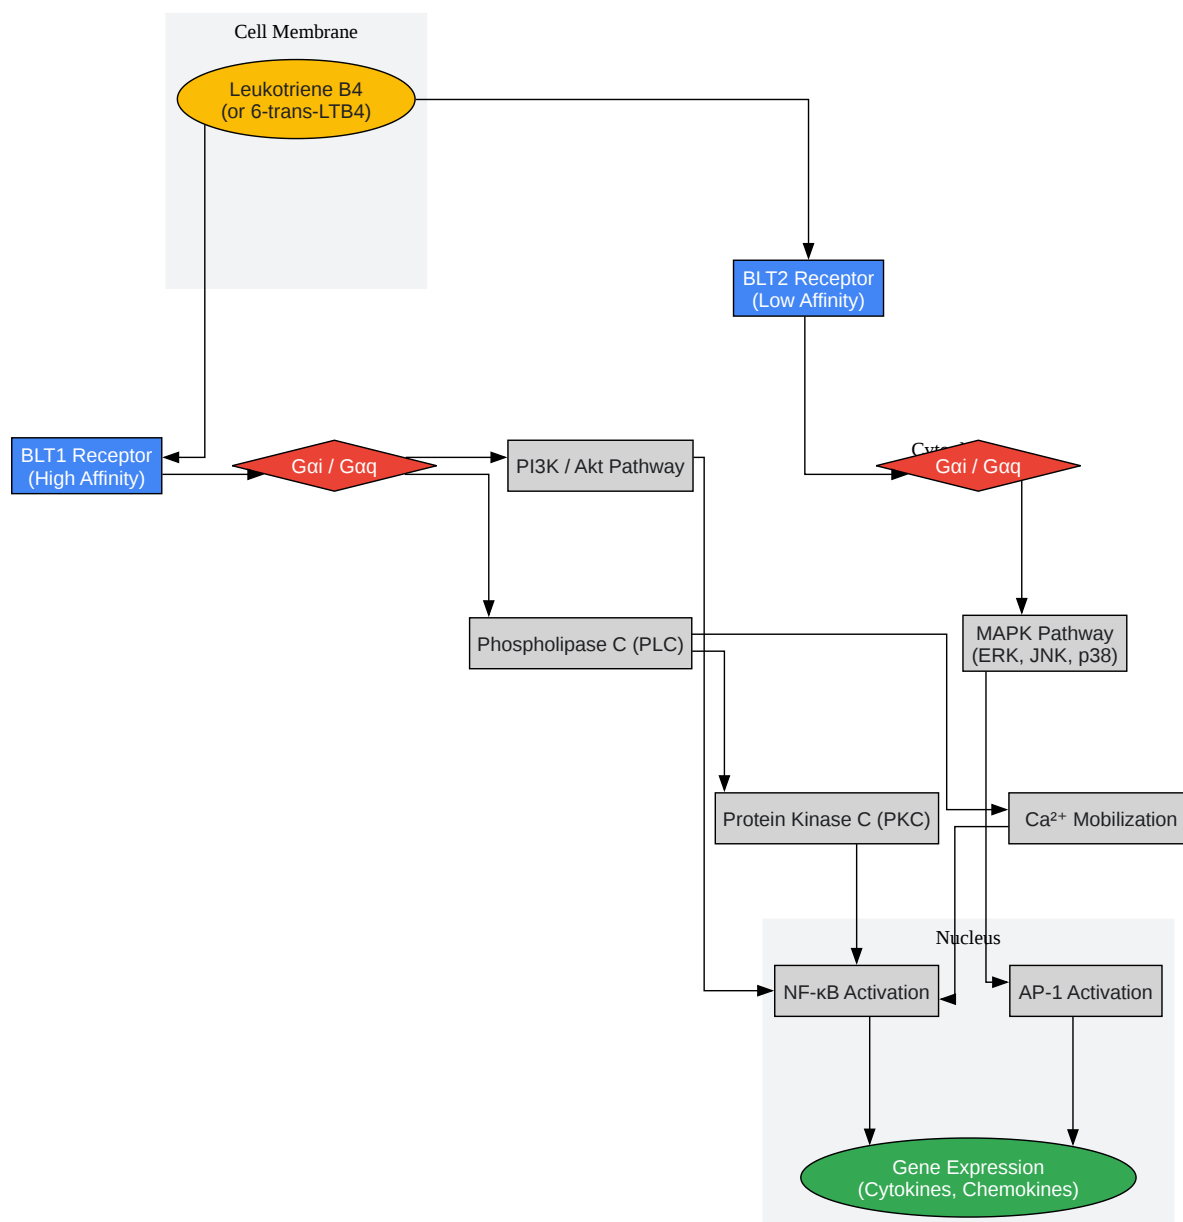 Cell Membrane
Leukotriene B4
(or 6-trans-LTB4)
BLT2 Receptor
(Low Affinity)
BLT1 Receptor
(High Affinity)
Gαi / Gαq
PI3K / Akt Pathway
Gαi / Gαq
Phospholipase C (PLC)
MAPK Pathway
(ERK, JNK, p38)
Protein Kinase C (PKC)
Ca²⁺ Mobilization
Nucleus
NF-κB Activation
AP-1 Activation
Gene Expression
(Cytokines, Chemokines)